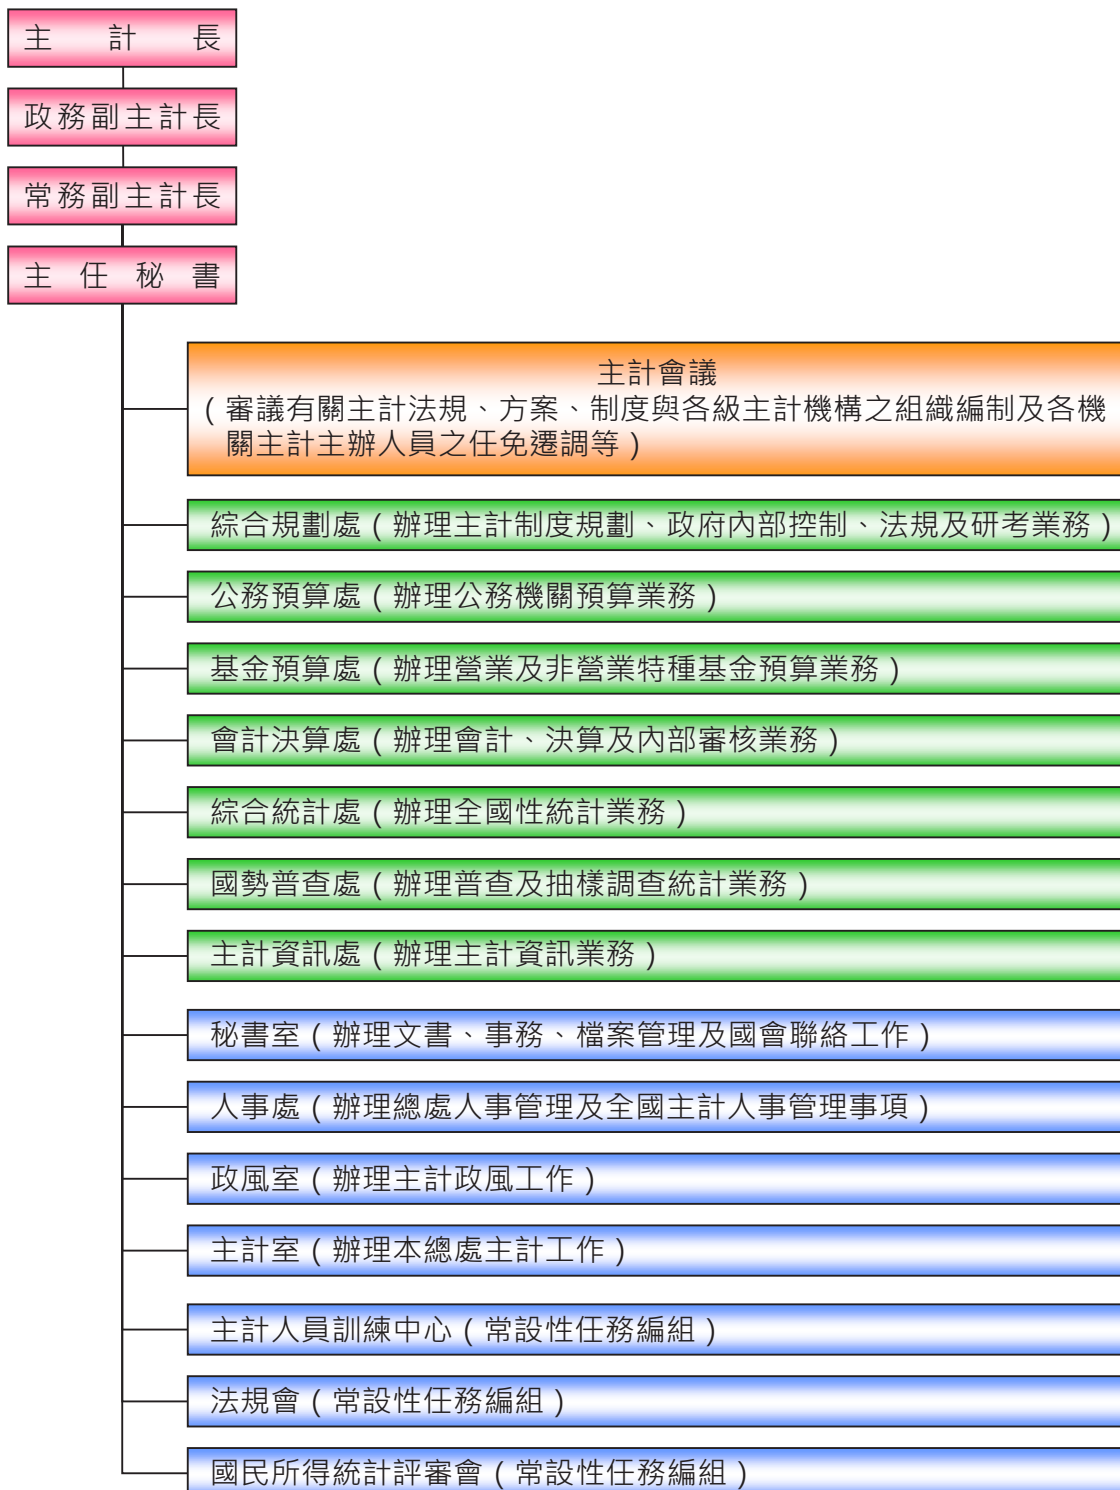 主計長
政務副主計長
常務副主計長
主任秘書
主計會議
(審議有關主計法規、方案、制度與各級主計機構之組織編制及各機
關主計主辦人員之任免遷調等)
綜合規劃處(辦理主計制度規劃、政府內部控制、法規及研考業務)
公務預算處(辦理公務機關預算業務)
基金預算處(辦理營業及非營業特種基金預算業務)
會計決算處(辦理會計、決算及內部審核業務)
綜合統計處(辦理全國性統計業務)
國勢普查處(辦理普查及抽樣調查統計業務)
主計資訊處(辦理主計資訊業務)
秘書室(辦理文書、事務、檔案管理及國會聯絡工作)
人事處(辦理總處人事管理及全國主計人事管理事項)
政風室(辦理主計政風工作)
主計室(辦理本總處主計工作)
主計人員訓練中心(常設性任務編組)
法規會(常設性任務編組)
國民所得統計評審會(常設性任務編組)